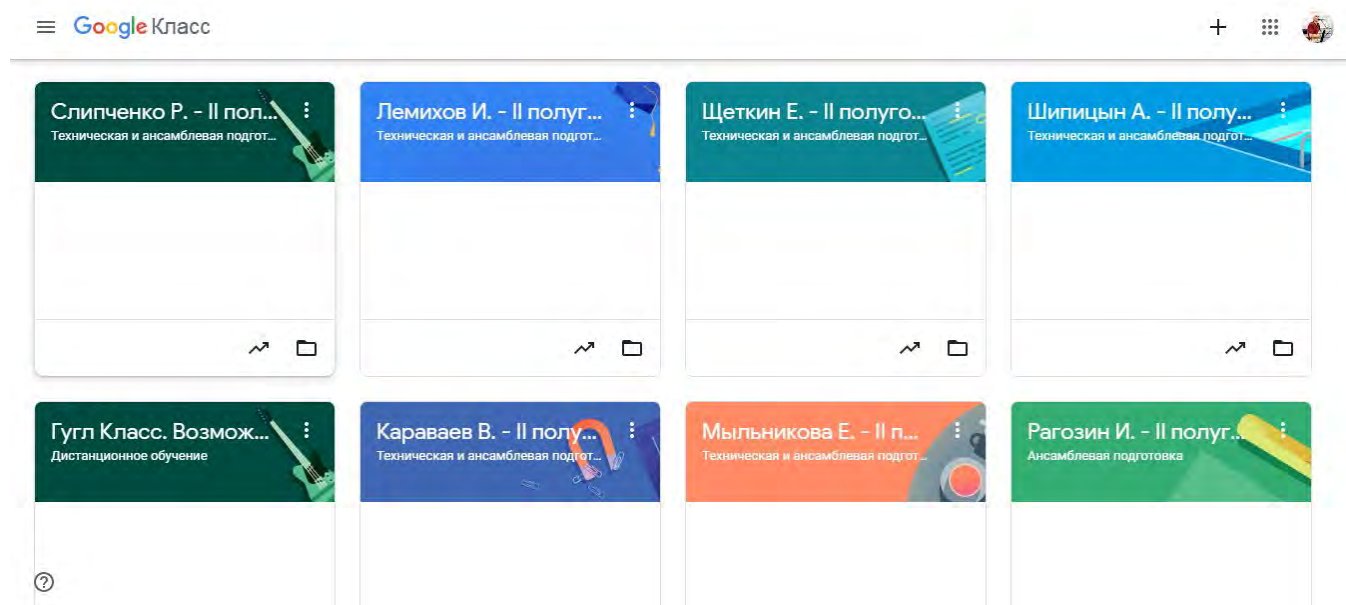 Google Класс
Слипченко Р. - II пол...
Техническая и ансамблевая подгот...
Лемихов И. - II полуг...
Техническая и ансамблевая подгот...
Щеткин Е. - II полуго...
Техническая и ансамблевая подгот...
Шипицын А. - II полу...
Техническая и ансамблевая подгот...
Гугл Класс. Возмож...
Дистанционное обучение
Караваев В. - II полу...
Техническая и ансамблевая подгот...
Мыльникова Е. - II п...
Техническая и ансамблевая подгот...
Рагозин И. - II полуг...
Ансамблевая подготовка